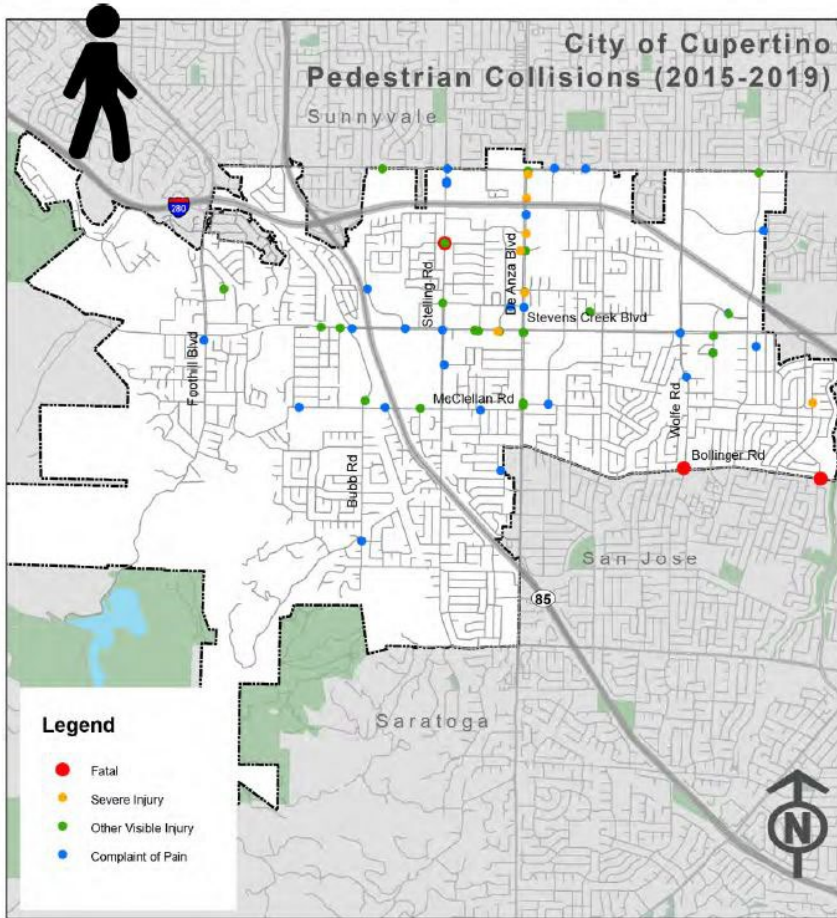 City of Cupertino
Pedestrian Collisions (2015-2019)
Sunnyvale
280
Stelling Rd
De Anza Blvd
Stevens Creek Blvd
Foothill Blvd
McClellan Rd
Wolfe Rd
Bollinger Rd
Bubb Rd
San Jose
85
Saratoga
Legend
Fatal
Severe Injury
Other Visible Injury
Complaint of Pain
N